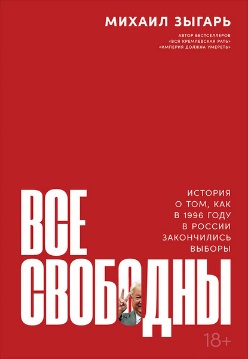 МИХАИЛ ЗЫГАРЬ
АВТОР БЕСТСЕЛЛЕРОВ
«ВСЯ КРЕМЛЕВСКАЯ РАТЬ»
«ИМПЕРИЯ ДОЛЖНА УМЕРЕТЬ»
ИСТОРИЯ
О ТОМ, КАК
В 1996 ГОДУ
В РОССИИ
ЗАКОНЧИЛИСЬ
ВЫБОРЫ
ВСЕ
СВОБОДНЫ
18+